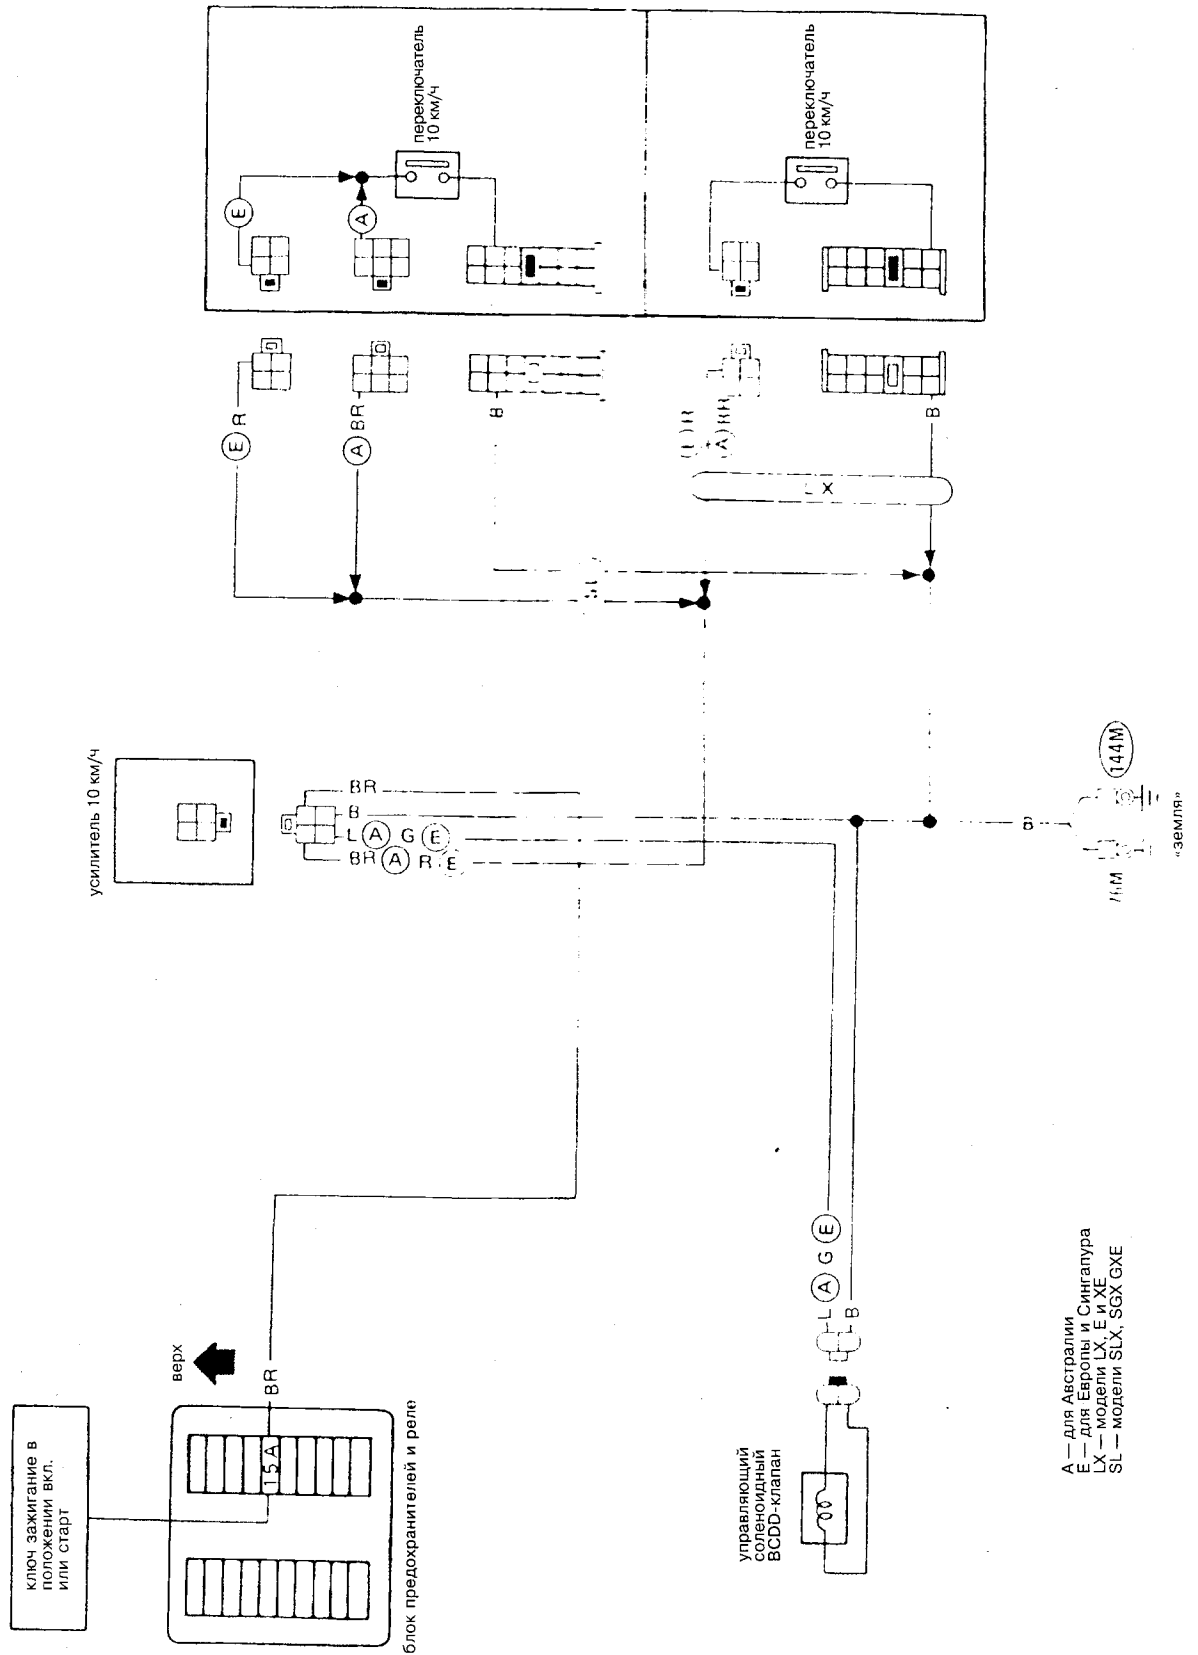 ключ зажигание в
положении вкл.
или старт
блок предохранителей и реле
15A
BR
верх
усилитель 10 км/ч
BR
B
L A G E
BR A R E
E
A
переключатель
10 км/ч
переключатель
10 км/ч
E R
A BR
B
A BR
B
LX
управляющий
соленоидный
BCDD-клапан
L A G E
B
B
144M
«земля»
A — для Австралии
E — для Европы и Сингапура
LX — модели LX, E и XE
SL — модели SLX, SGX GXE